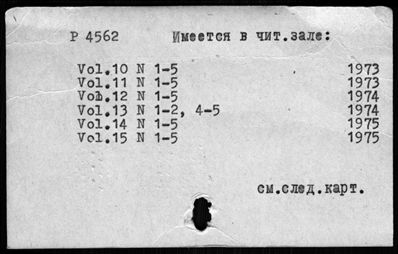 P 4562 Имеется в чит.зале:
Vol.10 N 1-5 1973
Vol.11 N 1-5 1973
Vol.12 N 1-5 1974
Vol.13 N 1-2, 4-5 1974
Vol.14 N 1-5 1975
Vol.15 N 1-5 1975
см.след.карт.